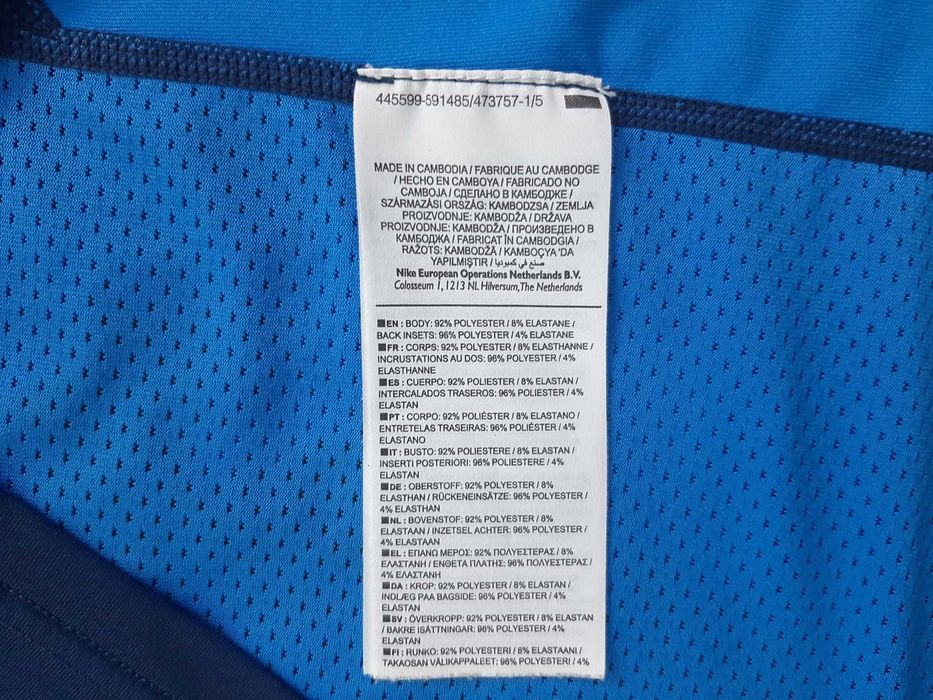 445599-591485/473757-1/5
MADE IN CAMBODIA / FABRIQUE AU CAMBODGE
/ HECHO EN CAMBOYA / FABRICADO NO
CAMBOJA / СДЕЛАНО В КАМБОДЖЕ /
SZÁRMAZÁSI ORSZÁG: KAMBODZSA / ZEMLJA
PROIZVODNJE: KAMBODŽA / DRŽAVA
PROIZVODNJE: KAMBODŽA / ПРОИЗВЕДЕНО В
КАМБОДЖА / FABRICAT ÎN CAMBODGIA /
RAŽOTS: KAMBODŽĀ / KAMBOÇYA 'DA
YAPILMIŞTIR / صنع في كمبوديا
Nike European Operations Netherlands B.V.
Colosseum 1, 1213 NL Hilversum, The Netherlands
EN : BODY: 92% POLYESTER / 8% ELASTANE /
BACK INSETS: 96% POLYESTER / 4% ELASTANE
FR : CORPS: 92% POLYESTER / 8% ELASTHANNE /
INCRUSTATIONS AU DOS: 96% POLYESTER / 4%
ELASTHANNE
ES : CUERPO: 92% POLIESTER / 8% ELASTAN /
INTERCALADOS TRASEROS: 96% POLIESTER / 4%
ELASTAN
PT : CORPO: 92% POLIÉSTER / 8% ELASTANO /
ENTRETELAS TRASEIRAS: 96% POLIÉSTER / 4%
ELASTANO
IT : BUSTO: 92% POLIESTERE / 8% ELASTAN /
INSERTI POSTERIORI: 96% POLIESTERE / 4%
ELASTAN
DE : OBERSTOFF: 92% POLYESTER / 8%
ELASTHAN / RÜCKENEINSÄTZE: 96% POLYESTER /
4% ELASTHAN
NL : BOVENSTOF: 92% POLYESTER / 8%
ELASTAAN / INZETSEL ACHTER: 96% POLYESTER /
4% ELASTAAN
EL : ΕΠΑΝΩ ΜΕΡΟΣ: 92% ΠΟΛΥΕΣΤΕΡΑΣ / 8%
ΕΛΑΣΤΑΝΗ / ΕΝΘΕΤΑ ΠΛΑΤΗΣ: 96% ΠΟΛΥΕΣΤΕΡΑΣ /
4% ΕΛΑΣΤΑΝΗ
DA : KROP: 92% POLYESTER / 8% ELASTAN /
INDLÆG PAA BAGSIDE: 96% POLYESTER / 4%
ELASTAN
SV : ÖVERKROPP: 92% POLYESTER / 8% ELASTAN
/ BAKRE ISÄTTNINGAR: 96% POLYESTER / 4%
ELASTAN
FI : RUNKO: 92% POLYESTERI / 8% ELASTAANI /
TAKAOSAN VÄLIKAPPALEET: 96% POLYESTERI / 4%